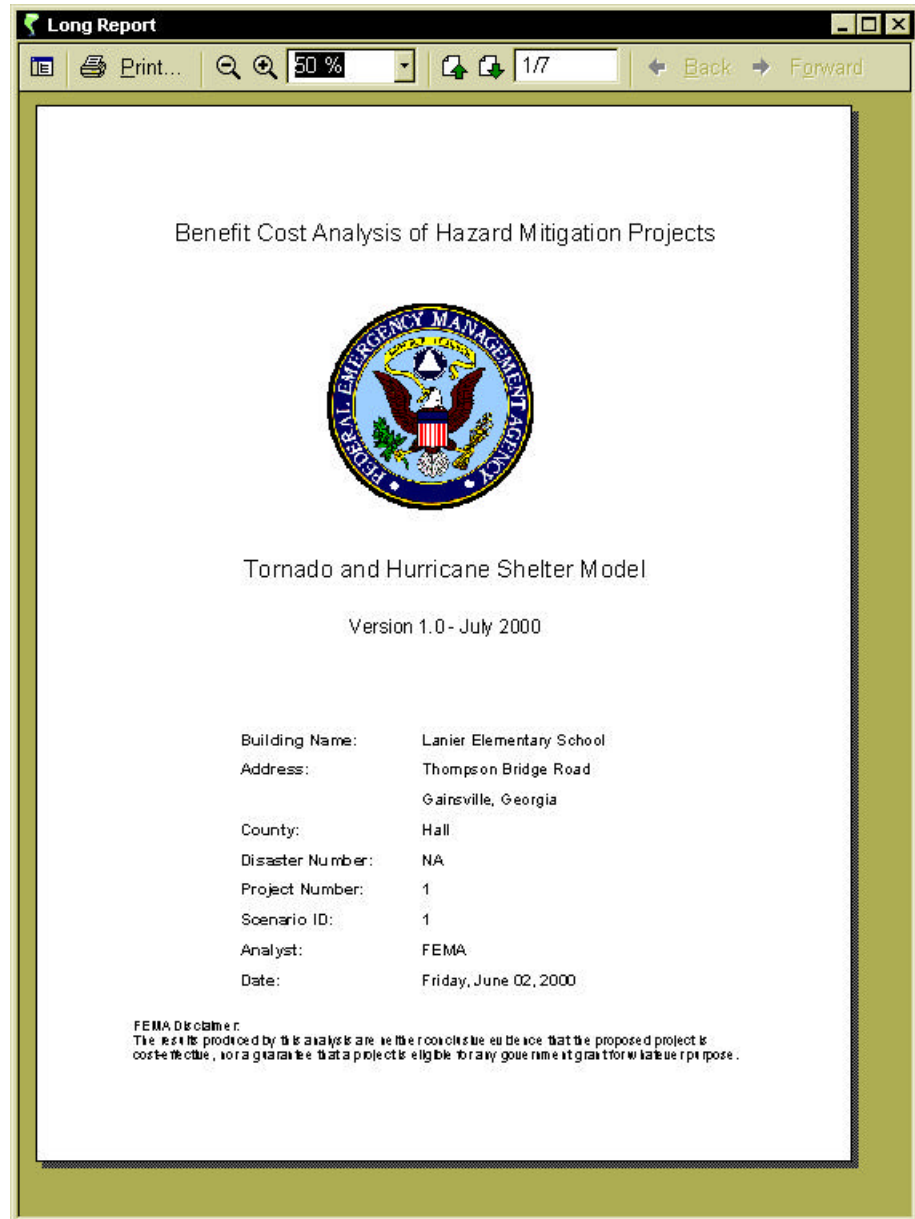 Long Report
Print... 50 % 1/7 Back Forward
Benefit Cost Analysis of Hazard Mitigation Projects
FEDERAL EMERGENCY MANAGEMENT AGENCY
Tornado and Hurricane Shelter Model
Version 1.0 - July 2000
Building Name: Lanier Elementary School
Address: Thompson Bridge Road
Gainsville, Georgia
County: Hall
Disaster Number: NA
Project Number: 1
Scenario ID: 1
Analyst: FEMA
Date: Friday, June 02, 2000
FEMA Disclaimer:
The results produced by this analysis are neither conclusive evidence that the proposed project is
cost-effective, nor a guarantee that a project is eligible for any government grant for whatever purpose.